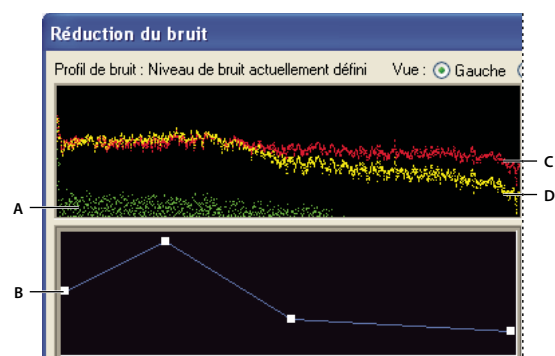 Réduction du bruit
Profil de bruit : Niveau de bruit actuellement défini Vue : Gauche
C
D
A
B